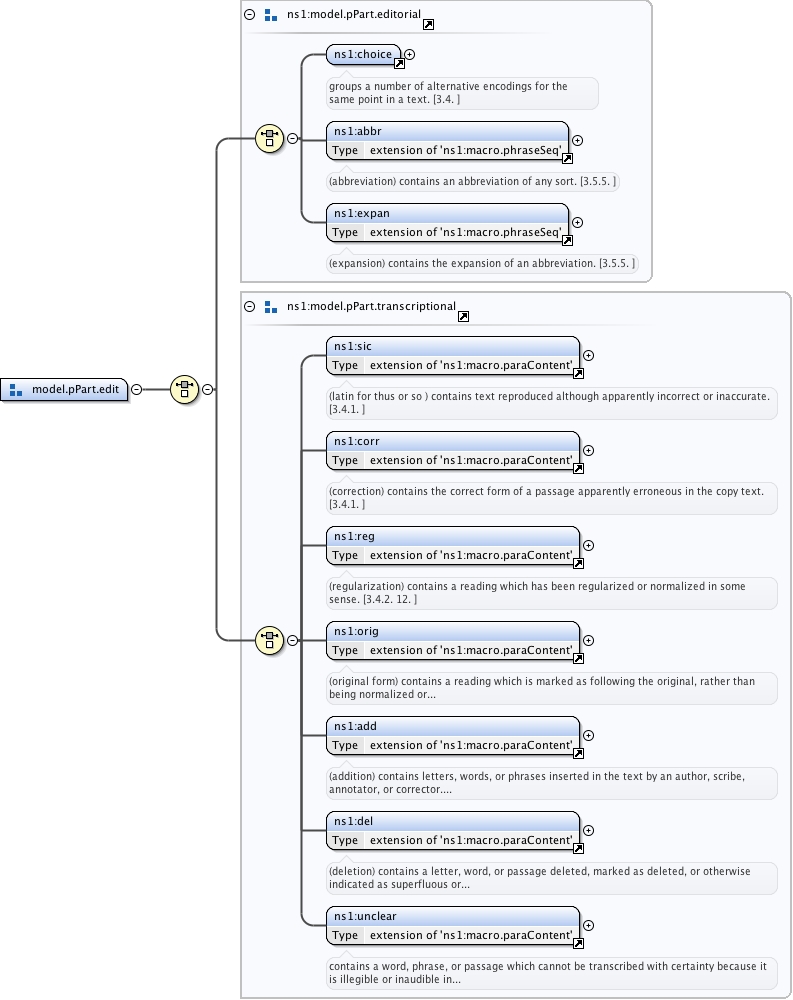 ns1:model.pPart.editorial
ns1:choice
groups a number of alternative encodings for the
same point in a text. [3.4. ]
ns1:abbr
Type extension of 'ns1:macro.phraseSeq'
(abbreviation) contains an abbreviation of any sort. [3.5.5. ]
ns1:expan
Type extension of 'ns1:macro.phraseSeq'
(expansion) contains the expansion of an abbreviation. [3.5.5. ]
model.pPart.edit
ns1:model.pPart.transcriptional
ns1:sic
Type extension of 'ns1:macro.paraContent'
(latin for thus or so ) contains text reproduced although apparently incorrect or inaccurate.
[3.4.1. ]
ns1:corr
Type extension of 'ns1:macro.paraContent'
(correction) contains the correct form of a passage apparently erroneous in the copy text.
[3.4.1. ]
ns1:reg
Type extension of 'ns1:macro.paraContent'
(regularization) contains a reading which has been regularized or normalized in some
sense. [3.4.2. 12. ]
ns1:orig
Type extension of 'ns1:macro.paraContent'
(original form) contains a reading which is marked as following the original, rather than
being normalized or...
ns1:add
Type extension of 'ns1:macro.paraContent'
(addition) contains letters, words, or phrases inserted in the text by an author, scribe,
annotator, or corrector....
ns1:del
Type extension of 'ns1:macro.paraContent'
(deletion) contains a letter, word, or passage deleted, marked as deleted, or otherwise
indicated as superfluous or...
ns1:unclear
Type extension of 'ns1:macro.paraContent'
contains a word, phrase, or passage which cannot be transcribed with certainty because it
is illegible or inaudible in...